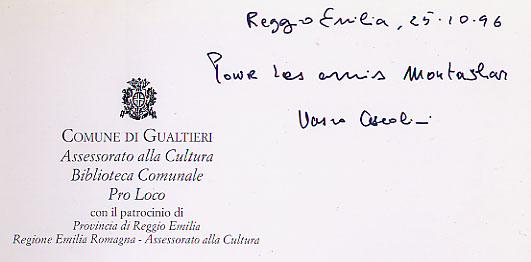 Reggio Emilia, 25.10.96
Pour les amis Montaslar
Vasco Ascolini
COMUNE DI GUALTIERI
Assessorato alla Cultura
Biblioteca Comunale
Pro Loco
con il patrocinio di
Provincia di Reggio Emilia
Regione Emilia Romagna - Assessorato alla Cultura